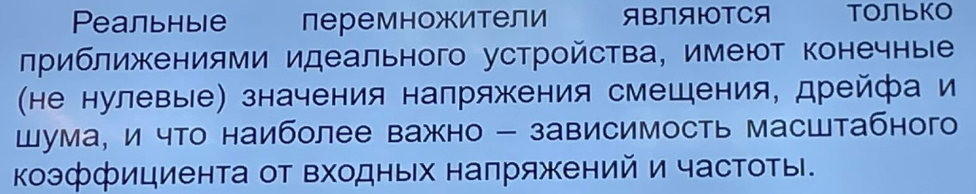 Реальные перемножители являются только
приближениями идеального устройства, имеют конечные
(не нулевые) значения напряжения смещения, дрейфа и
шума, и что наиболее важно – зависимость масштабного
коэффициента от входных напряжений и частоты.